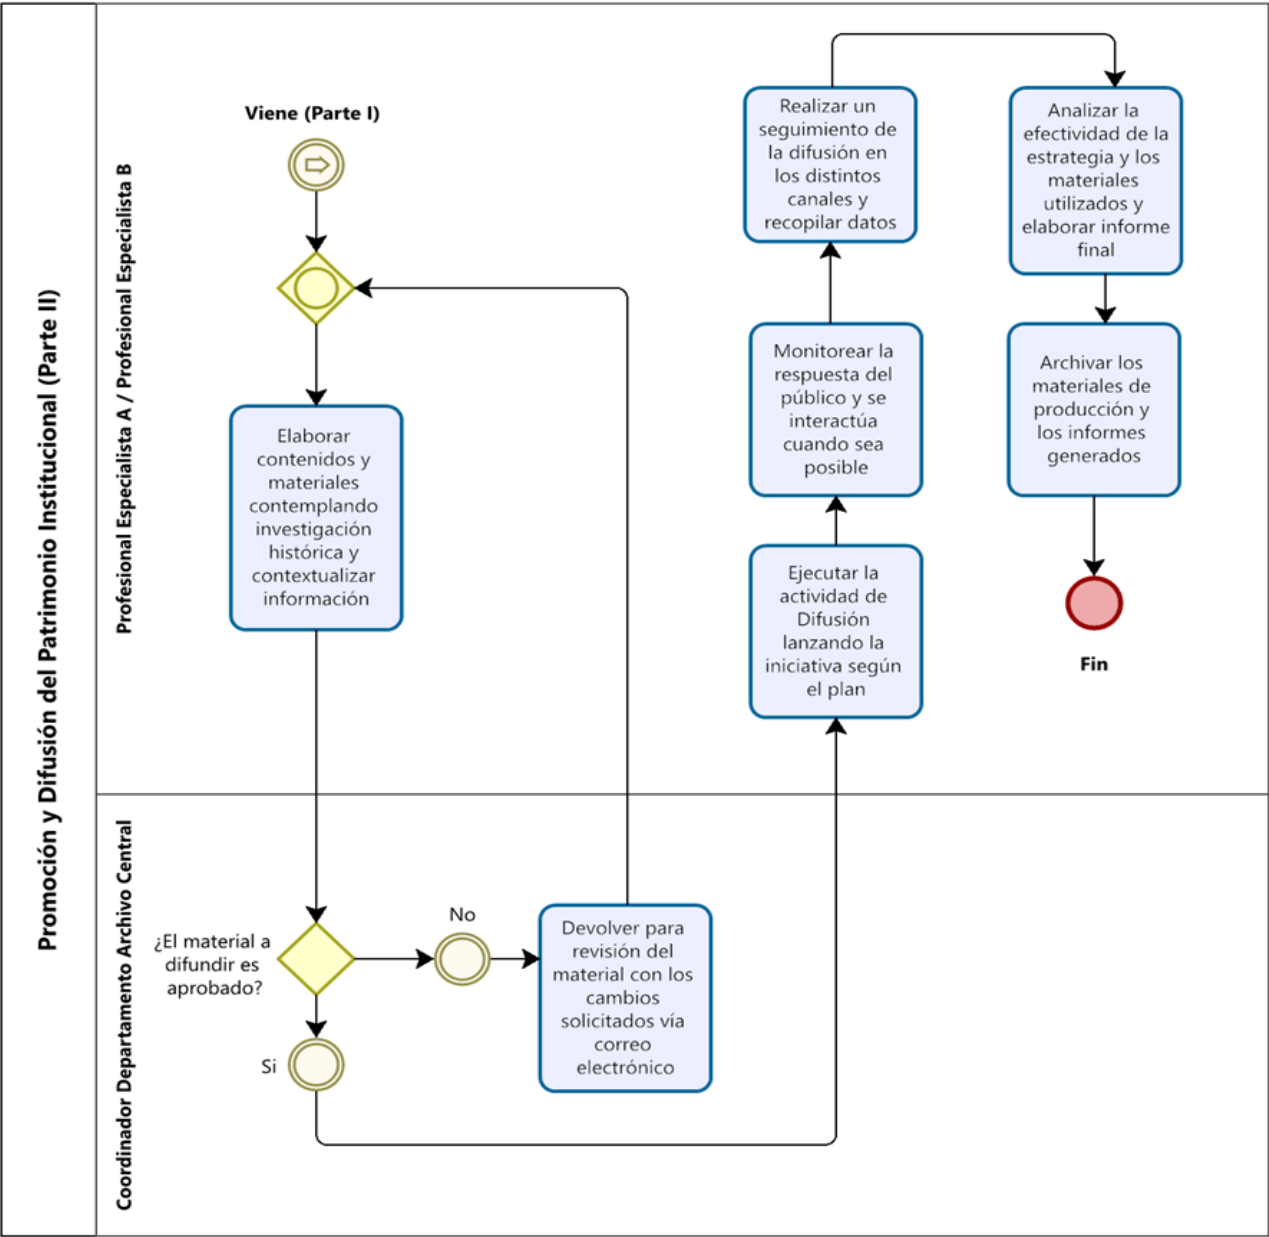 Promoción y Difusión del Patrimonio Institucional (Parte II)
Profesional Especialista A / Profesional Especialista B
Viene (Parte I)
Elaborar
contenidos y
materiales
contemplando
investigación
histórica y
contextualizar
información
Realizar un
seguimiento de
la difusión en
los distintos
canales y
recopilar datos
Analizar la
efectividad de la
estrategia y los
materiales
utilizados y
elaborar informe
final
Monitorear la
respuesta del
público y se
interactúa
cuando sea
posible
Archivar los
materiales de
producción y
los informes
generados
Ejecutar la
actividad de
Difusión
lanzando la
iniciativa según
el plan
Fin
Coordinador Departamento Archivo Central
¿El material a
difundir es
aprobado?
No
Si
Devolver para
revisión del
material con los
cambios
solicitados vía
correo
electrónico